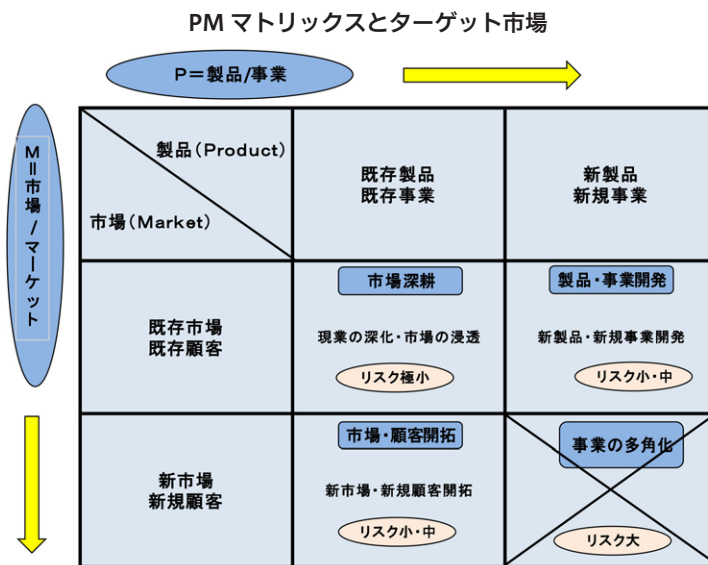 PM マトリックスとターゲット市場
P＝製品/事業
M＝市場/マーケット
製品(Product)
市場(Market)
既存製品
既存事業
新製品
新規事業
既存市場
既存顧客
市場深耕
現業の深化・市場の浸透
リスク極小
製品・事業開発
新製品・新規事業開発
リスク小・中
新市場
新規顧客
市場・顧客開拓
新市場・新規顧客開拓
リスク小・中
事業の多角化
リスク大